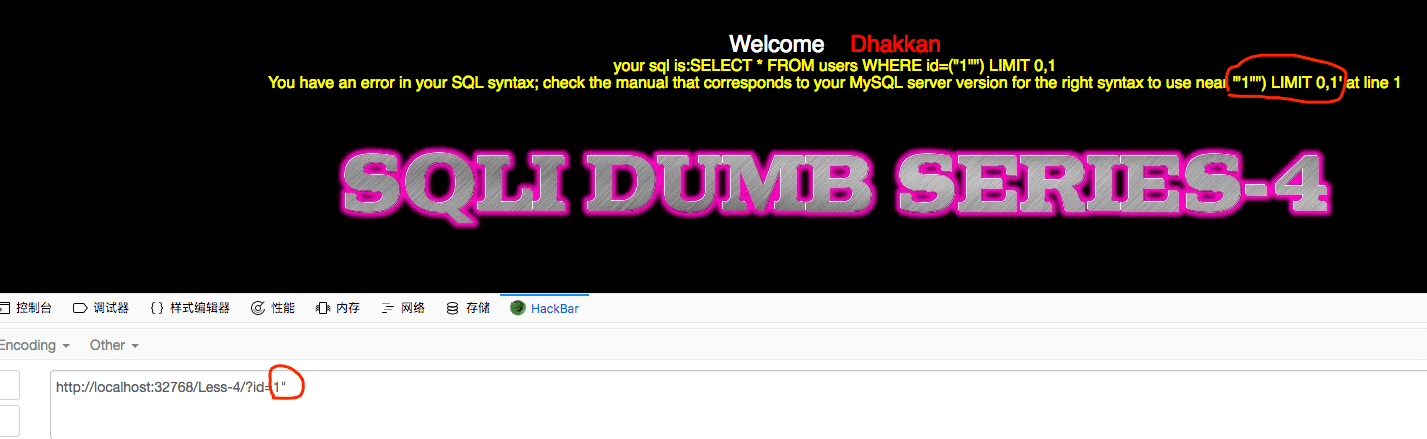 Welcome Dhakkan
your sql is:SELECT * FROM users WHERE id=("1"") LIMIT 0,1
You have an error in your SQL syntax; check the manual that corresponds to your MySQL server version for the right syntax to use near '"1"") LIMIT 0,1' at line 1
SQLI DUMB SERIES-4
控制台 调试器 {} 样式编辑器 性能 内存 网络 存储 HackBar
Encoding Other
http://localhost:32768/Less-4/?id=1"